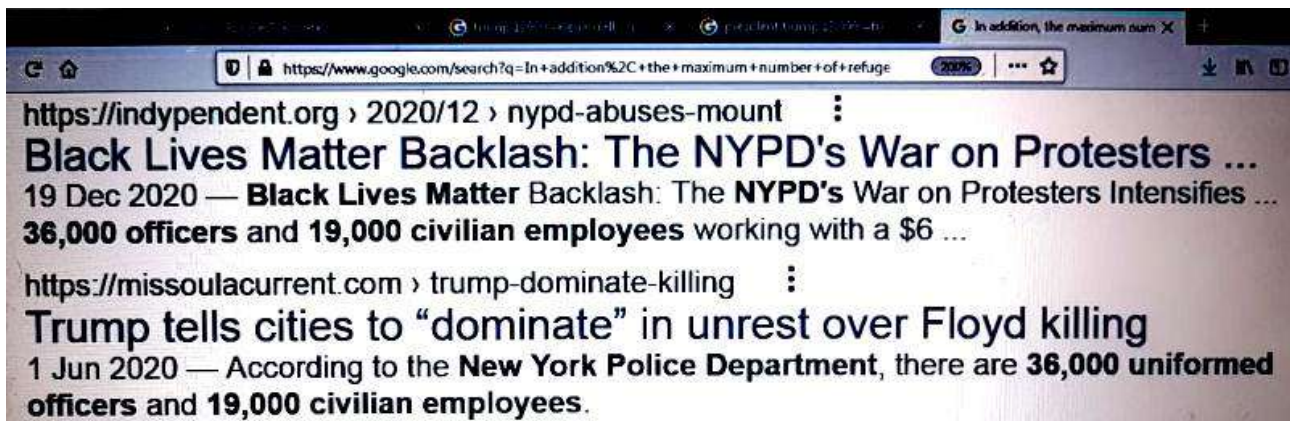 G In addition, the maximum num X
https://www.google.com/search?q=In+addition%2C+the+maximum+number+of+refuge 200%
https://indypendent.org › 2020/12 › nypd-abuses-mount
Black Lives Matter Backlash: The NYPD's War on Protesters ...
19 Dec 2020 — Black Lives Matter Backlash: The NYPD's War on Protesters Intensifies ...
36,000 officers and 19,000 civilian employees working with a $6 ...
https://missoulacurrent.com › trump-dominate-killing
Trump tells cities to “dominate” in unrest over Floyd killing
1 Jun 2020 — According to the New York Police Department, there are 36,000 uniformed
officers and 19,000 civilian employees.